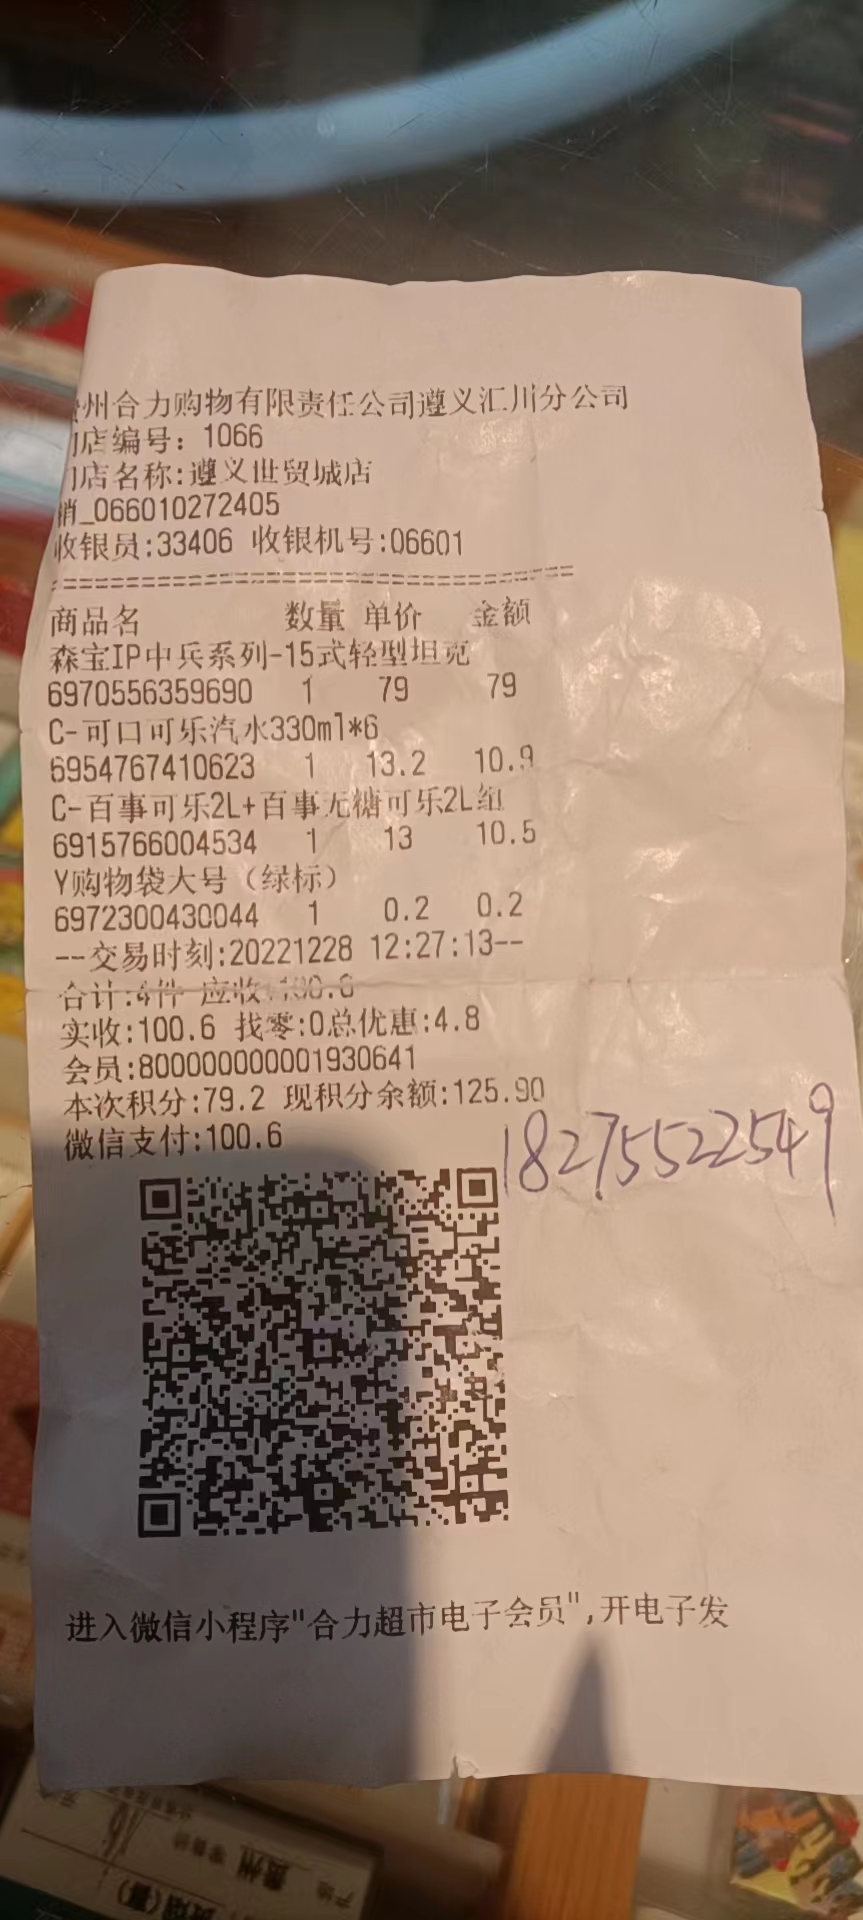 州合力购物有限责任公司遵义汇川分公司
店编号：1066
店名称:遵义世贸城店
销_066010272405
收银员:33406 收银机号:06601
商品名 数量 单价 金额
森宝IP中兵系列-15式轻型坦克
6970556359690 1 79 79
C-可口可乐汽水330ml*6
6954767410623 1 13.2 10.9
C-百事可乐2L+百事无糖可乐2L组
6915766004534 1 13 10.5
Y购物袋大号（绿标）
6972300430044 1 0.2 0.2
--交易时刻:20221228 12:27:13--
合计:4件 应收:100.6
实收:100.6 找零:0总优惠:4.8
会员:8000000000001930641
本次积分:79.2 现积分余额:125.90
微信支付:100.6
18275522549
进入微信小程序"合力超市电子会员",开电子发
贵州